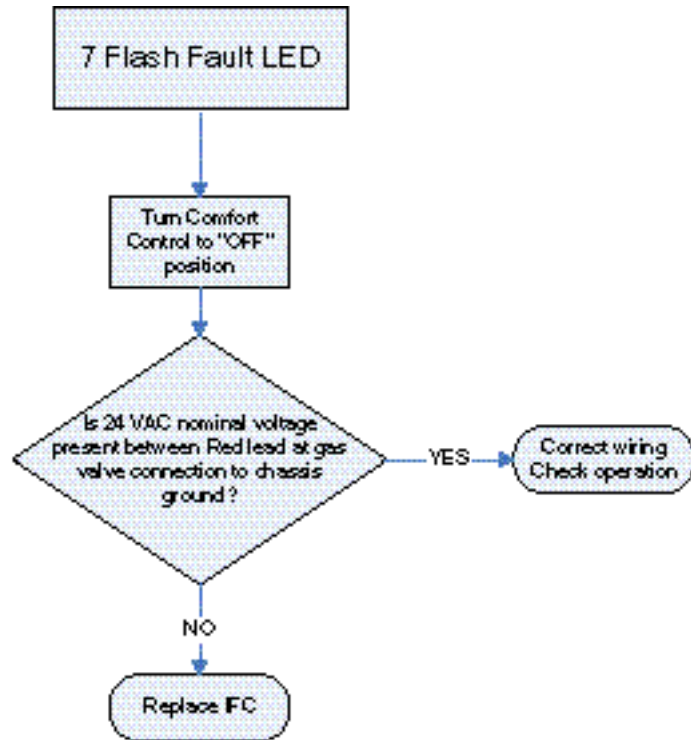 7 Flash Fault LED
Turn Comfort
Control to "OFF"
position
Is 24 VAC nominal voltage
present between Red lead at gas
valve connection to chassis
ground?
YES
Correct wiring
Check operation
NO
Replace IFC